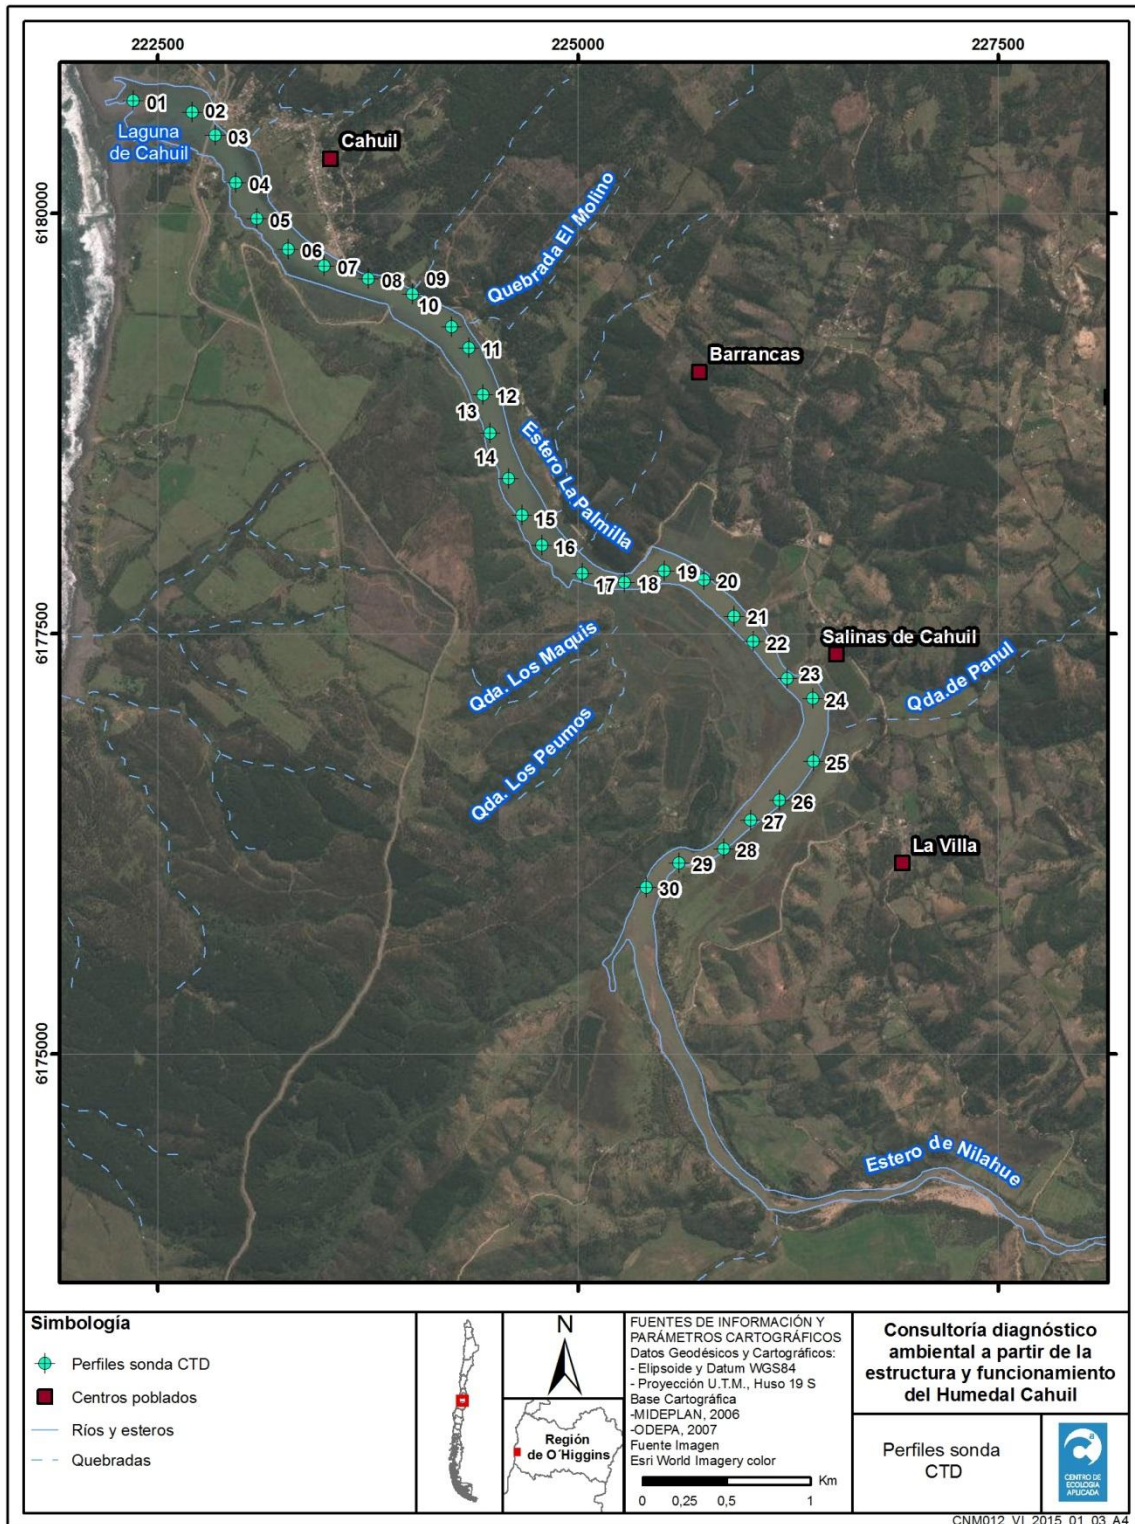 222500
225000
227500
6180000
6177500
6175000
01
02
03
04
05
06
07
08
09
10
11
12
13
14
15
16
17
18
19
20
21
22
23
24
25
26
27
28
29
30
Laguna
de Cahuil
Cahuil
Quebrada El Molino
Barrancas
Estero La Palmilla
Salinas de Cahuil
Qda. Los Maquis
Qda.de Panul
Qda. Los Peumos
La Villa
Estero de Nilahue
Simbología
Perfiles sonda CTD
Centros poblados
Ríos y esteros
Quebradas
N
Región
de O´Higgins
FUENTES DE INFORMACIÓN Y
PARÁMETROS CARTOGRÁFICOS
Datos Geodésicos y Cartográficos:
- Elipsoide y Datum WGS84
- Proyección U.T.M., Huso 19 S
Base Cartográfica
-MIDEPLAN, 2006
-ODEPA, 2007
Fuente Imagen
Esri World Imagery color
Km
0 0,25 0,5 1
Consultoría diagnóstico
ambiental a partir de la
estructura y funcionamiento
del Humedal Cahuil
Perfiles sonda
CTD
CENTRO DE
ECOLOGIA
APLICADA
CNM012_VI_2015_01_03_A4